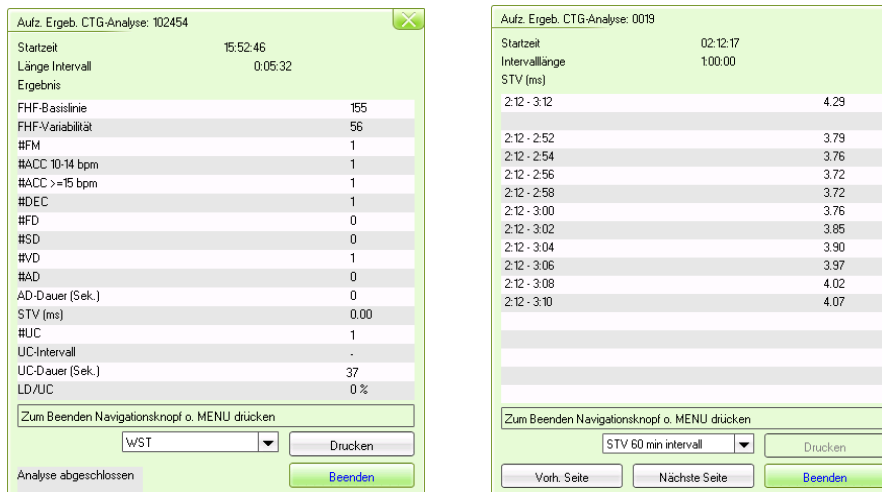 Aufz. Ergeb. CTG-Analyse: 102454
Startzeit 15:52:46
Länge Intervall 0:05:32
Ergebnis
FHF-Basislinie 155
FHF-Variabilität 56
#FM 1
#ACC 10-14 bpm 1
#ACC >=15 bpm 1
#DEC 1
#FD 0
#SD 0
#VD 1
#AD 0
AD-Dauer (Sek.) 0
STV (ms) 0.00
#UC 1
UC-Intervall -
UC-Dauer (Sek.) 37
LD/UC 0 %
Zum Beenden Navigationsknopf o. MENU drücken
WST Drucken
Analyse abgeschlossen Beenden
Aufz. Ergeb. CTG-Analyse: 0019
Startzeit 02:12:17
Intervalllänge 1:00:00
STV (ms)
2:12 - 3:12 4.29
2:12 - 2:52 3.79
2:12 - 2:54 3.76
2:12 - 2:56 3.72
2:12 - 2:58 3.72
2:12 - 3:00 3.76
2:12 - 3:02 3.85
2:12 - 3:04 3.90
2:12 - 3:06 3.97
2:12 - 3:08 4.02
2:12 - 3:10 4.07
Zum Beenden Navigationsknopf o. MENU drücken
STV 60 min intervall Drucken
Vorh. Seite Nächste Seite Beenden